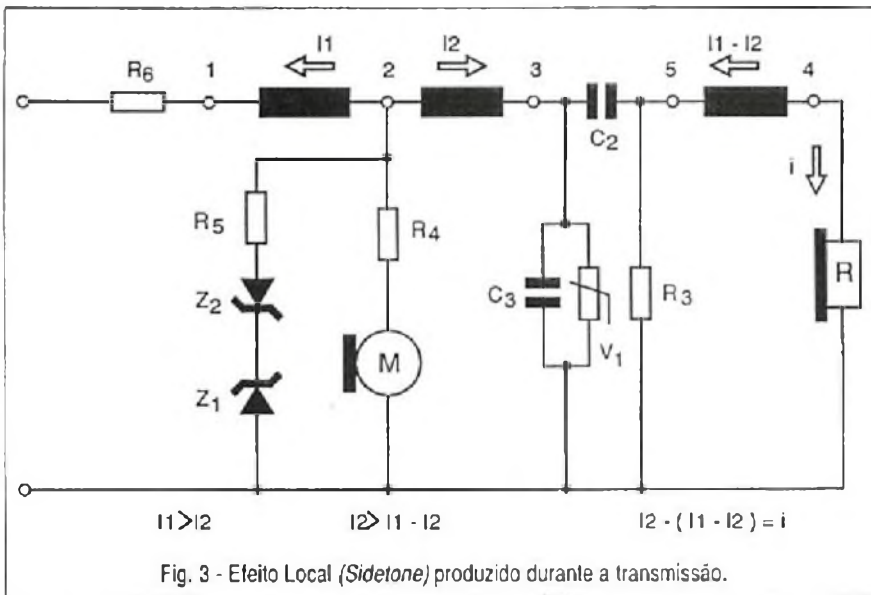 I1 I2 I1 - I2
R6 1 2 3 5 4
C2
i
R5 R4
Z2 C3 R3 R
M V1
Z1
I1>I2 I2> I1 - I2 I2 - ( I1 - I2 ) = i
Fig. 3 - Efeito Local (Sidetone) produzido durante a transmissão.